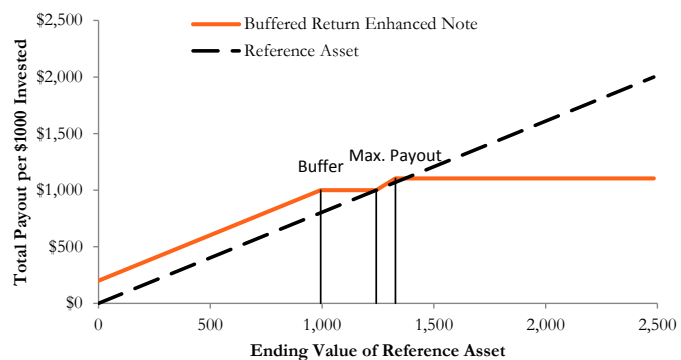 $2,500
Buffered Return Enhanced Note
Reference Asset
$2,000
$1,500
Max. Payout
Buffer
$1,000
$500
$0
0
500
1,000
1,500
2,000
2,500
Total Payout per $1000 Invested
Ending Value of Reference Asset